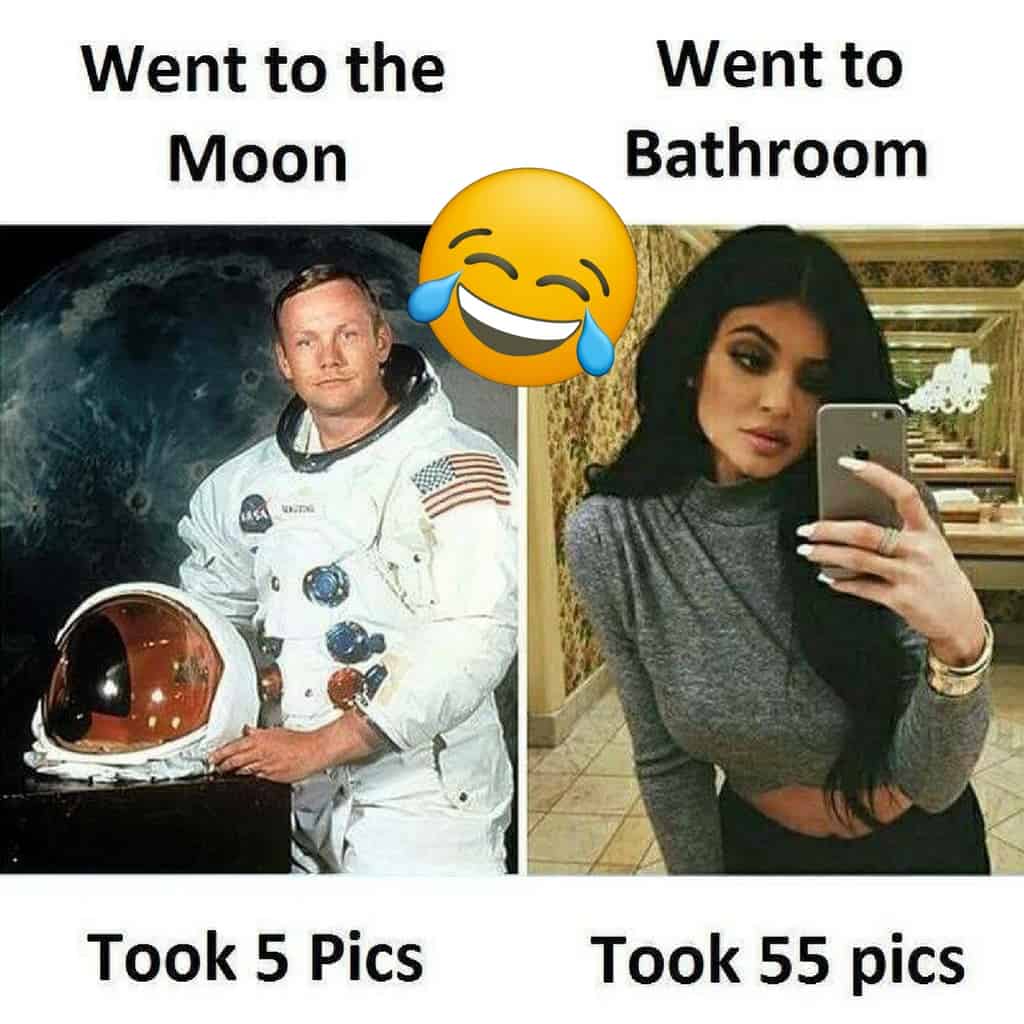 Went to the
Moon
Went to
Bathroom
NASA
Took 5 Pics
Took 55 pics